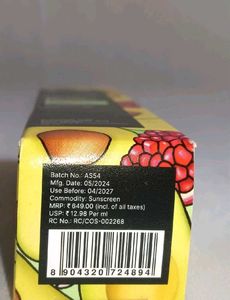 Batch No.: AS54
Mfg. Date: 05/2024
Use Before: 04/2027
Commodity: Sunscreen
MRP: ₹ 649.00 (incl. of all taxes)
USP: ₹ 12.98 Per ml
RC No.: RC/COS-002268
8 904320 724894